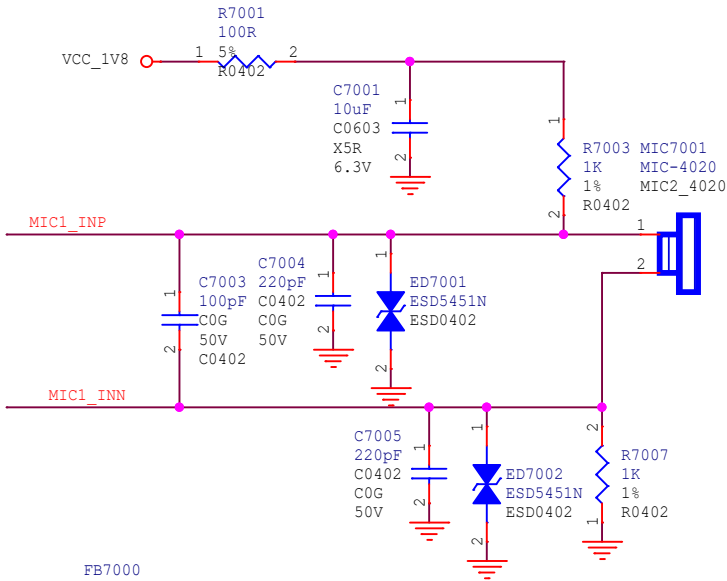 R7001
100R
5%
R0402
1
2
VCC_1V8
C7001
10uF
C0603
X5R
6.3V
1
2
1
2
R7003
1K
1%
R0402
MIC7001
MIC-4020
MIC2_4020
1
2
MIC1_INP
C7003
100pF
C0G
50V
C0402
1
2
C7004
220pF
C0402
C0G
50V
1
2
ED7001
ESD5451N
ESD0402
1
2
MIC1_INN
C7005
220pF
C0402
C0G
50V
1
2
ED7002
ESD5451N
ESD0402
1
2
R7007
1K
1%
R0402
2
1
FB7000